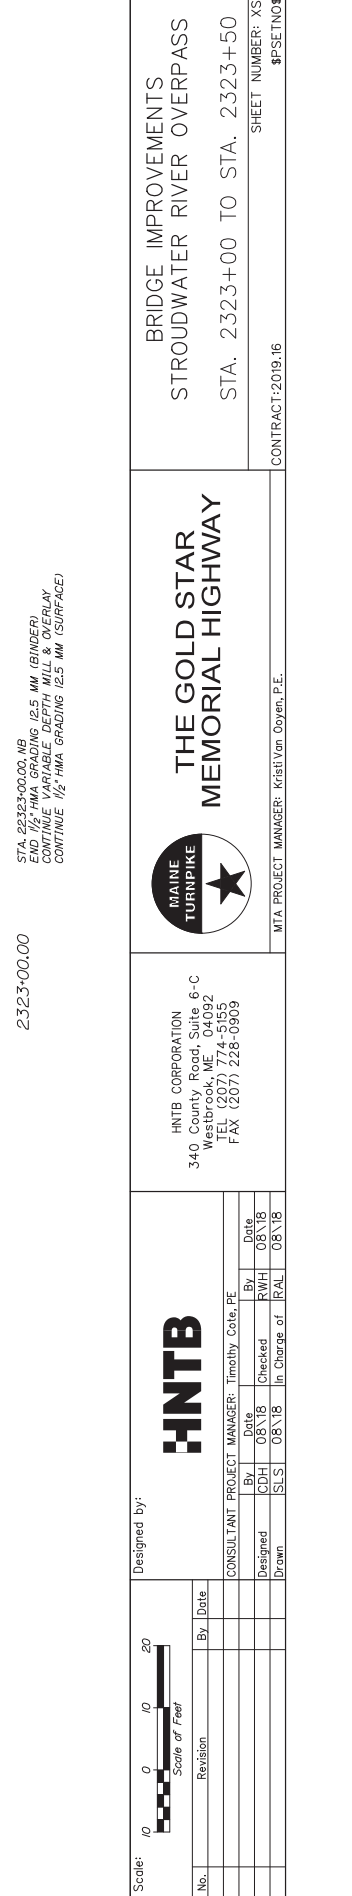 2323+00.00
STA. 22323+00.00, NB
END 1½" HMA GRADING 12.5 MM (BINDER)
CONTINUE VARIABLE DEPTH MILL & OVERLAY
CONTINUE 1½" HMA GRADING 12.5 MM (SURFACE)
Scale:
10 0 10 20
Scale of Feet
No. Revision By Date
Designed by:
HNTB
CONSULTANT PROJECT MANAGER: Timothy Cote, PE
By Date By Date
Designed CDH 08\18 Checked RWH 08\18
Drawn SLS 08\18 In Charge of RAL 08\18
HNTB CORPORATION
340 County Road, Suite 6-C
Westbrook, ME 04092
TEL (207) 774-5155
FAX (207) 228-0909
MAINE
TURNPIKE
THE GOLD STAR
MEMORIAL HIGHWAY
MTA PROJECT MANAGER: Kristi Van Ooyen, P.E.
BRIDGE IMPROVEMENTS
STROUDWATER RIVER OVERPASS
STA. 2323+00 TO STA. 2323+50
SHEET NUMBER: XS
CONTRACT:2019.16
$PSETNO$